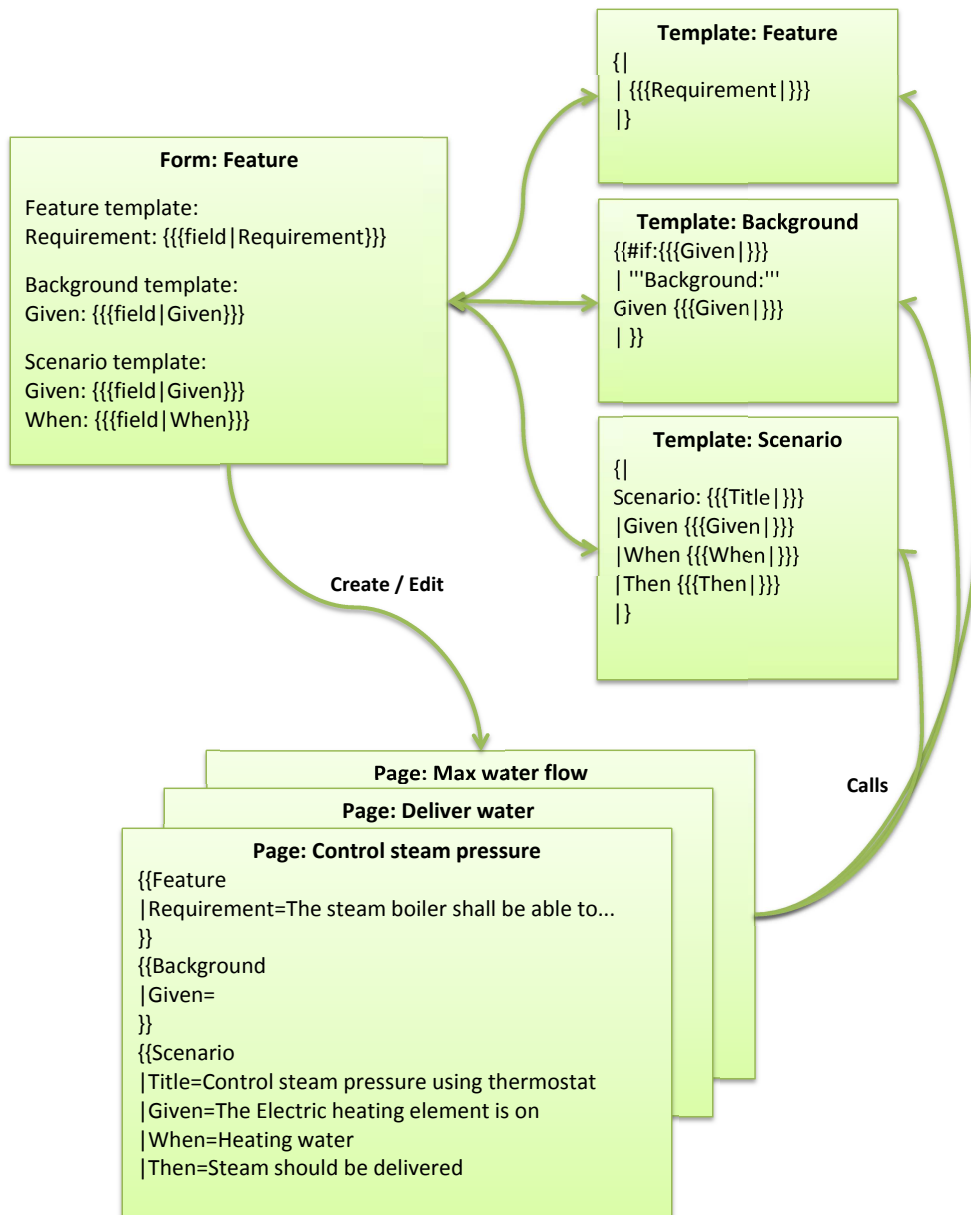 Template: Feature
{|
| {{{Requirement|}}}
|}
Form: Feature
Feature template:
Requirement: {{{field|Requirement}}}
Background template:
Given: {{{field|Given}}}
Scenario template:
Given: {{{field|Given}}}
When: {{{field|When}}}
Template: Background
{{#if:{{{Given|}}}
| '''Background:'''
Given {{{Given|}}}
| }}
Template: Scenario
{|
Scenario: {{{Title|}}}
|Given {{{Given|}}}
|When {{{When|}}}
|Then {{{Then|}}}
|}
Create / Edit
Calls
Page: Max water flow
Page: Deliver water
Page: Control steam pressure
{{Feature
|Requirement=The steam boiler shall be able to...
}}
{{Background
|Given=
}}
{{Scenario
|Title=Control steam pressure using thermostat
|Given=The Electric heating element is on
|When=Heating water
|Then=Steam should be delivered